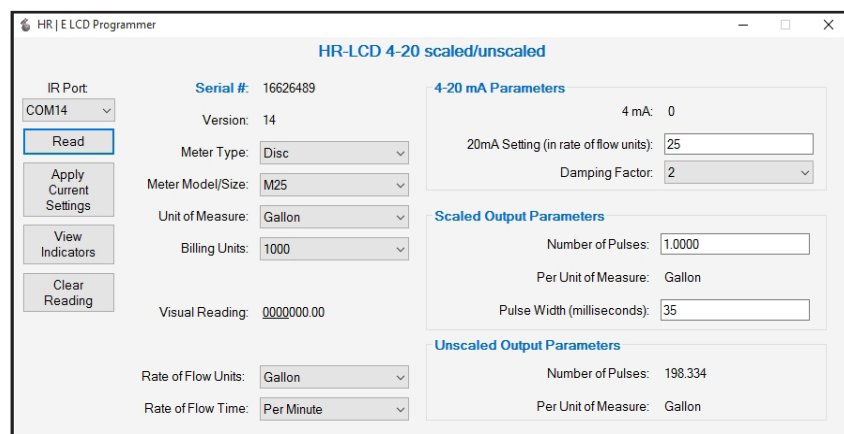 HR | E LCD Programmer
HR-LCD 4-20 scaled/unscaled
IR Port:
COM14
Read
Apply
Current
Settings
View
Indicators
Clear
Reading
Serial #: 16626489
Version: 14
Meter Type: Disc
Meter Model/Size: M25
Unit of Measure: Gallon
Billing Units: 1000
Visual Reading: 0000000.00
Rate of Flow Units: Gallon
Rate of Flow Time: Per Minute
4-20 mA Parameters
4 mA: 0
20mA Setting (in rate of flow units): 25
Damping Factor: 2
Scaled Output Parameters
Number of Pulses: 1.0000
Per Unit of Measure: Gallon
Pulse Width (milliseconds): 35
Unscaled Output Parameters
Number of Pulses: 198.334
Per Unit of Measure: Gallon